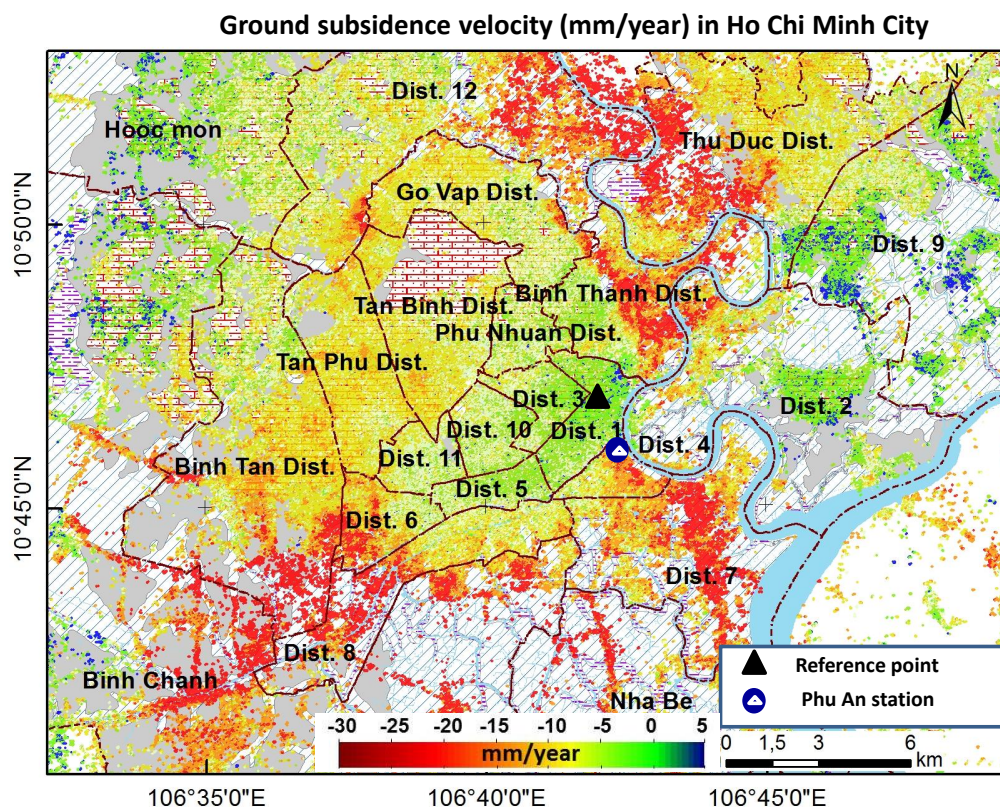 Ground subsidence velocity (mm/year) in Ho Chi Minh City
N
Dist. 12
Hooc mon
Thu Duc Dist.
Go Vap Dist.
10°50'0"N
Dist. 9
Binh Thanh Dist.
Tan Binh Dist.
Phu Nhuan Dist.
Tan Phu Dist.
Dist. 3
Dist. 2
Dist. 10
Dist. 1
Dist. 4
Dist. 11
Binh Tan Dist.
Dist. 5
10°45'0"N
Dist. 6
Dist. 7
Dist. 8
Binh Chanh
Nha Be
Reference point
Phu An station
-30 -25 -20 -15 -10 -5 0 5
mm/year
0 1,5 3 6
km
106°35'0"E 106°40'0"E 106°45'0"E